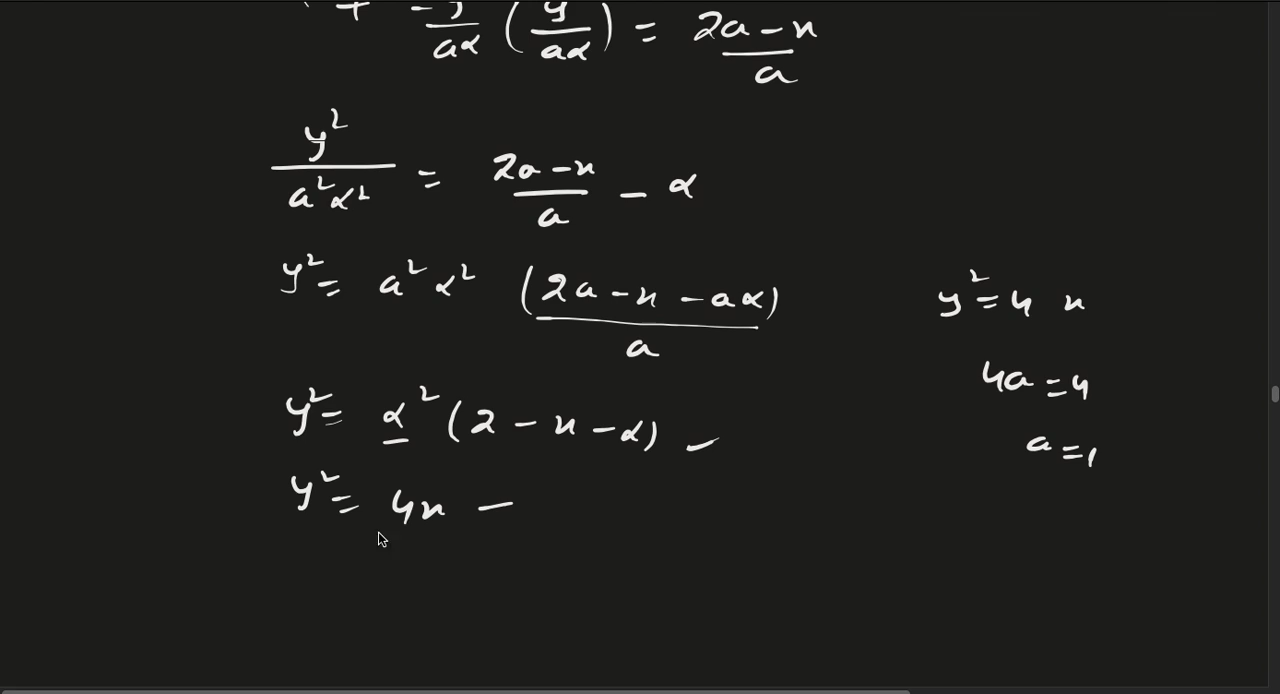 + -y/aα (y/aα) = 2a - x/a
y²/a²α² = 2a - x/a - α
y² = a²α² (2a - x - aα)/a
y² = 4 x
4a = 4
y² = α² (2 - x - α) -
a = 1
y² = 4x -